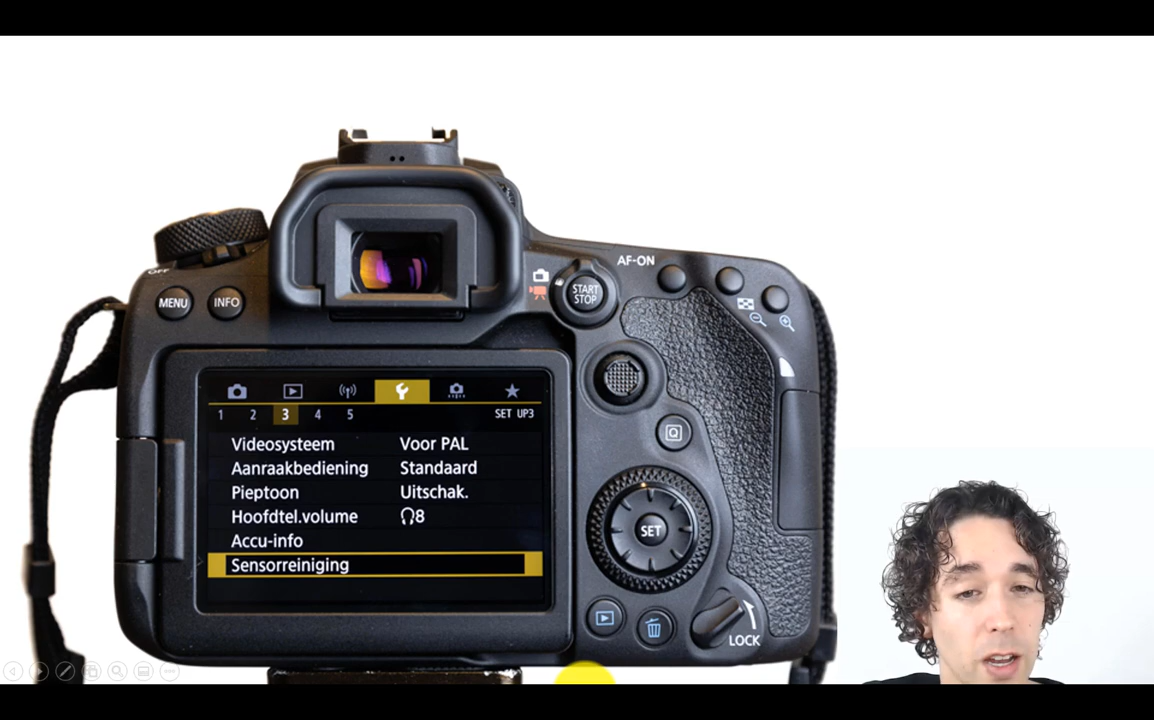 AF-ON
OFF
MENU
INFO
START
STOP
1 2 3 4 5 SET UP3
Videosysteem Voor PAL
Aanraakbediening Standaard
Pieptoon Uitschak.
Hoofdtel.volume 8
Accu-info
Sensorreiniging
Q
SET
LOCK